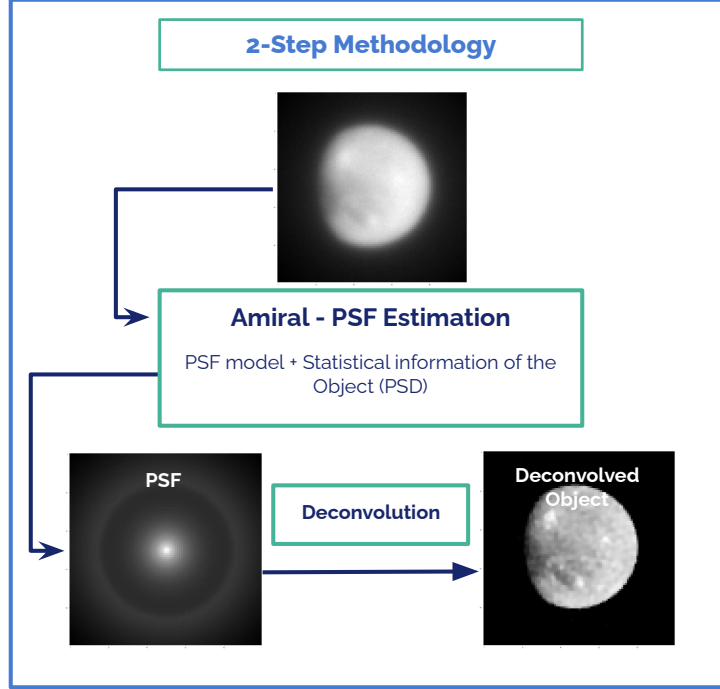 2-Step Methodology
Amiral - PSF Estimation
PSF model + Statistical information of the
Object (PSD)
PSF
Deconvolution
Deconvolved
Object